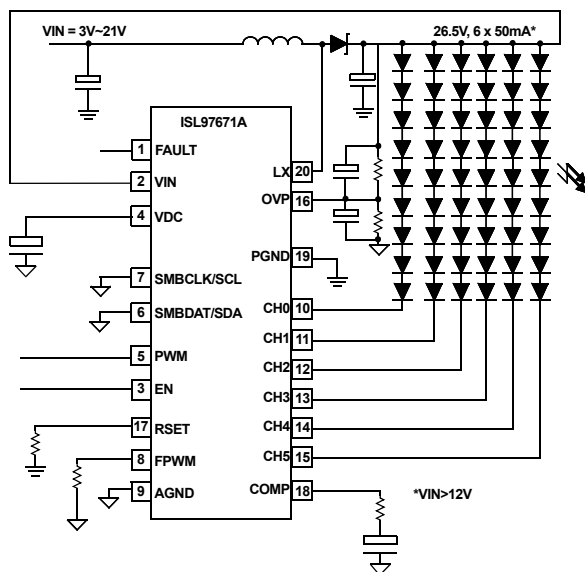 VIN = 3V~21V
26.5V, 6 x 50mA*
ISL97671A
1 FAULT
2 VIN
4 VDC
7 SMBCLK/SCL
6 SMBDAT/SDA
5 PWM
3 EN
17 RSET
8 FPWM
9 AGND
LX 20
OVP 16
PGND 19
CH0 10
CH1 11
CH2 12
CH3 13
CH4 14
CH5 15
COMP 18
*VIN>12V